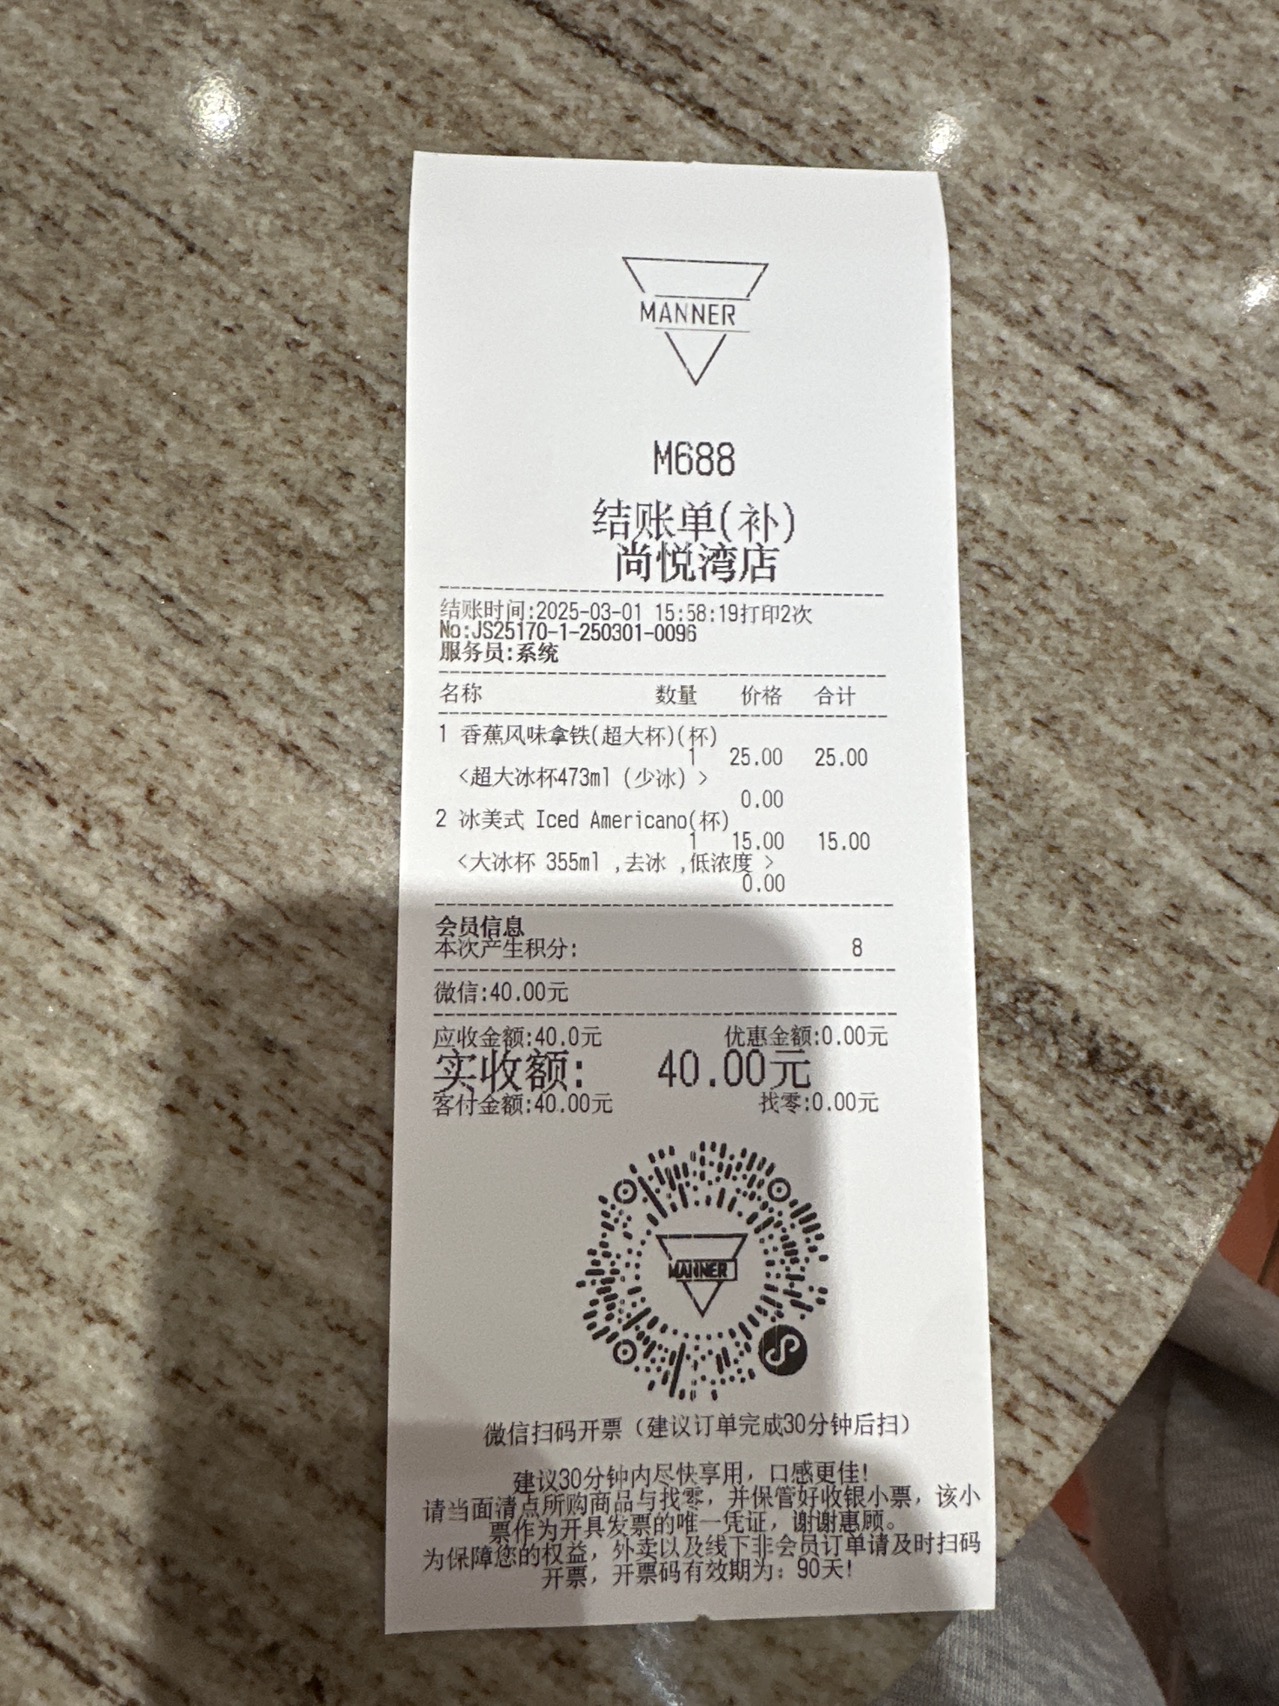 MANNER
M688
结账单(补)
尚悦湾店
结账时间:2025-03-01 15:58:19打印2次
No:JS25170-1-250301-0096
服务员:系统
名称 数量 价格 合计
1 香蕉风味拿铁(超大杯)(杯)
1 25.00 25.00
<超大冰杯473ml (少冰) >
0.00
2 冰美式 Iced Americano(杯)
1 15.00 15.00
<大冰杯 355ml ,去冰 ,低浓度 >
0.00
会员信息
本次产生积分: 8
微信:40.00元
应收金额:40.0元 优惠金额:0.00元
实收额: 40.00元
客付金额:40.00元 找零:0.00元
MANNER
微信扫码开票（建议订单完成30分钟后扫）
建议30分钟内尽快享用，口感更佳!
请当面清点所购商品与找零，并保管好收银小票，该小
票作为开具发票的唯一凭证，谢谢惠顾。
为保障您的权益，外卖以及线下非会员订单请及时扫码
开票，开票码有效期为：90天!